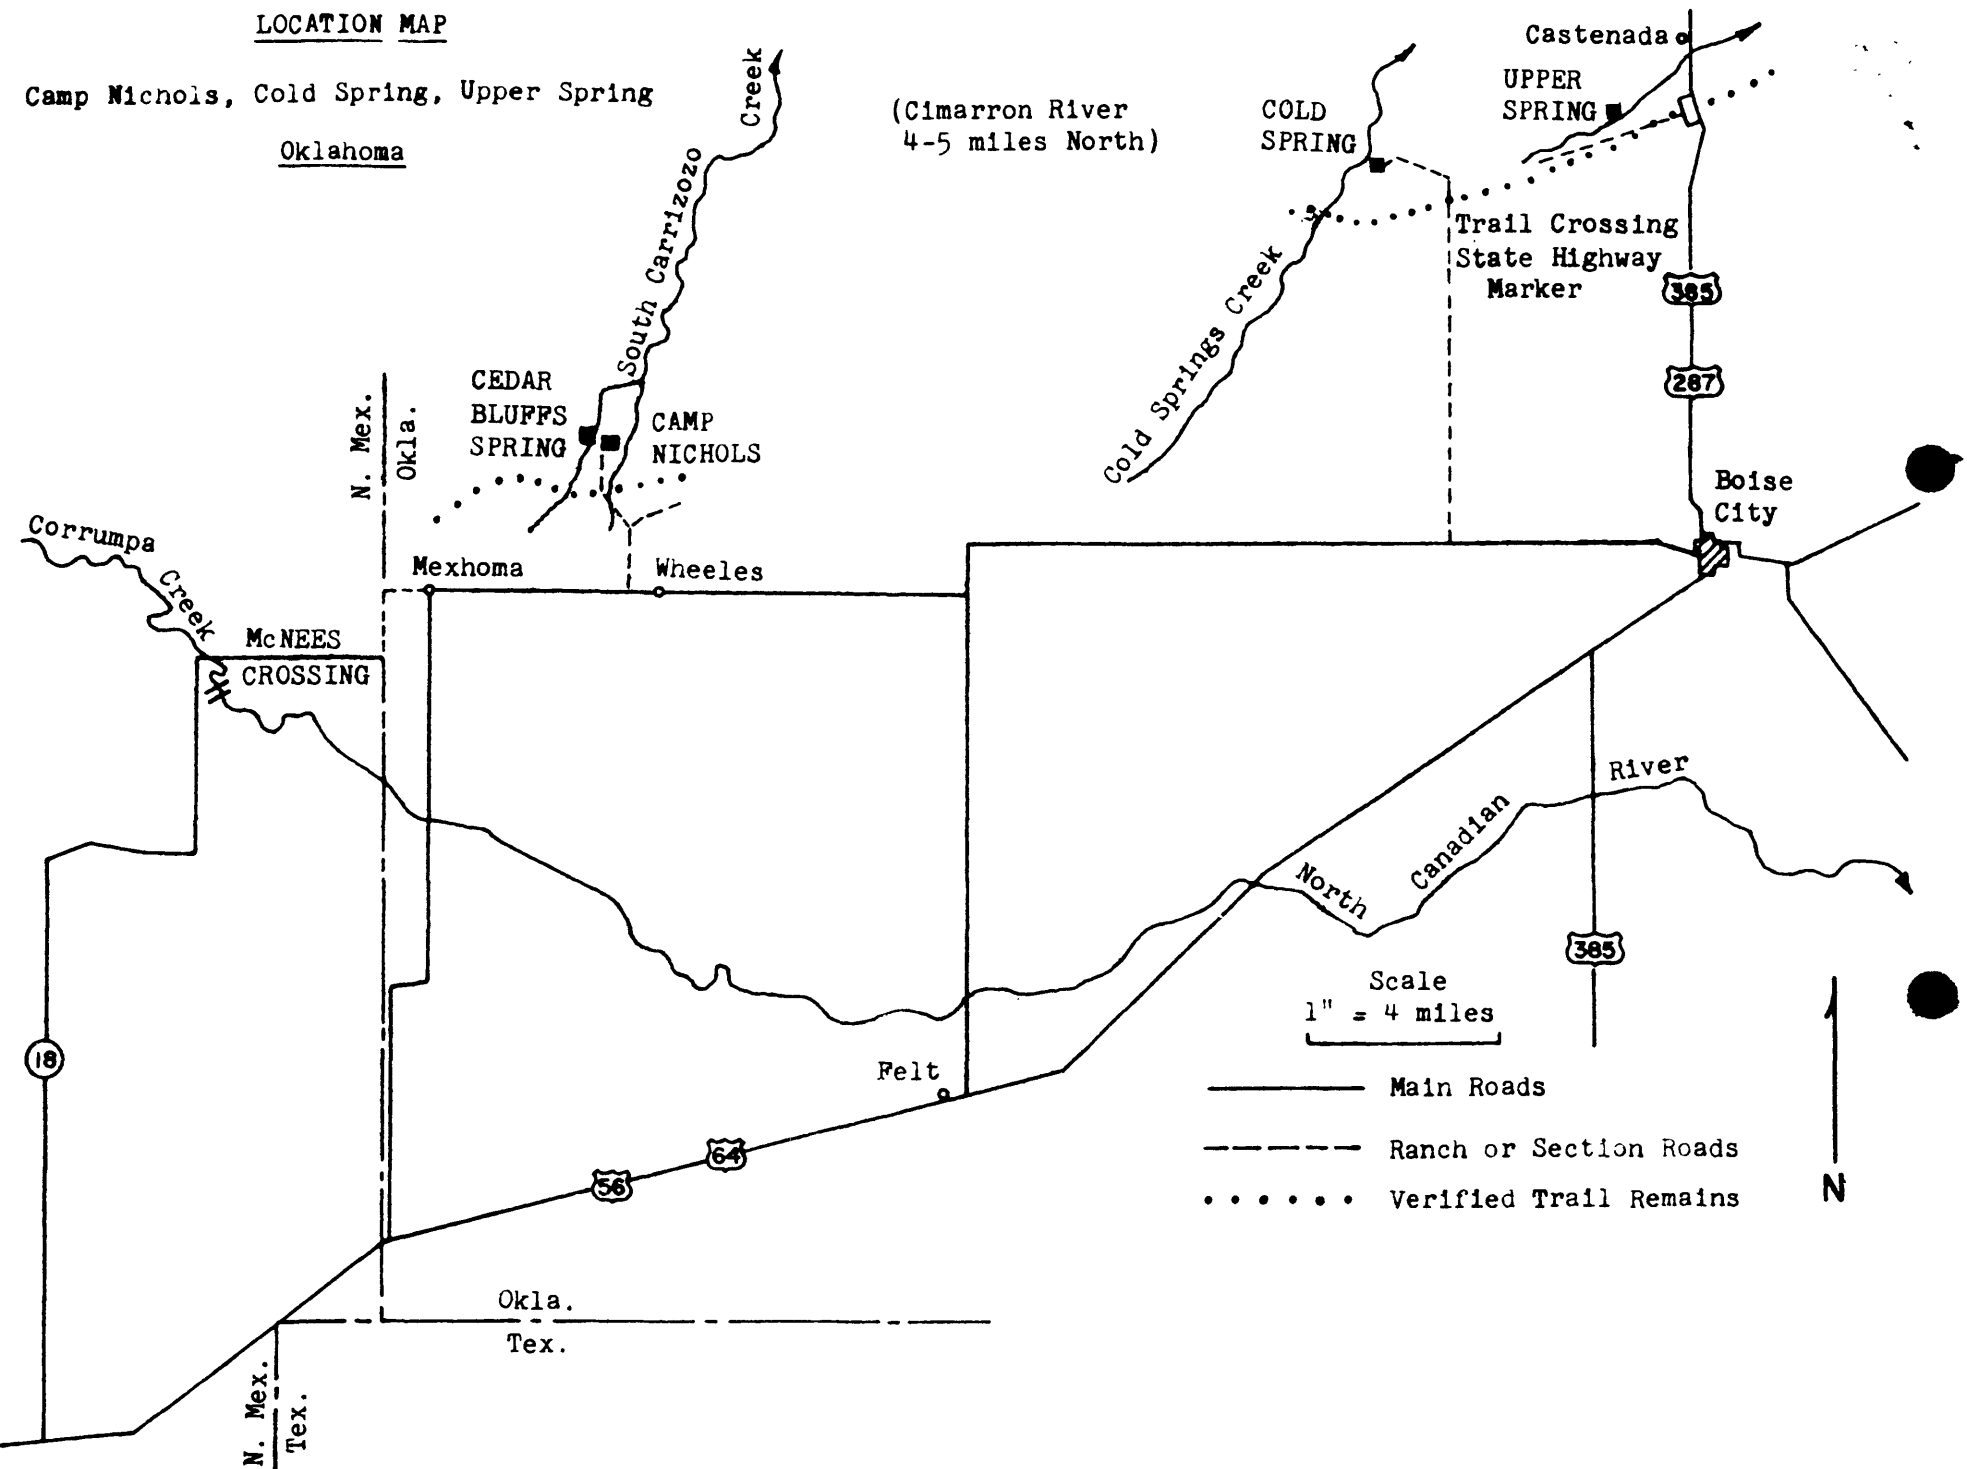 LOCATION MAP
Camp Nichols, Cold Spring, Upper Spring
Oklahoma
(Cimarron River
4-5 miles North)
Castenada
UPPER
SPRING
COLD
SPRING
Creek
South Carrizozo
Trail Crossing
State Highway
Marker
385
287
Cold Springs Creek
CEDAR
BLUFFS
SPRING
CAMP
NICHOLS
N. Mex.
Okla.
Boise
City
Corrumpa
Creek
Mexhoma
Wheeles
McNEES
CROSSING
North
Canadian
River
385
18
Felt
64
56
Scale
1" = 4 miles
Main Roads
Ranch or Section Roads
Verified Trail Remains
N
Okla.
Tex.
N. Mex.
Tex.